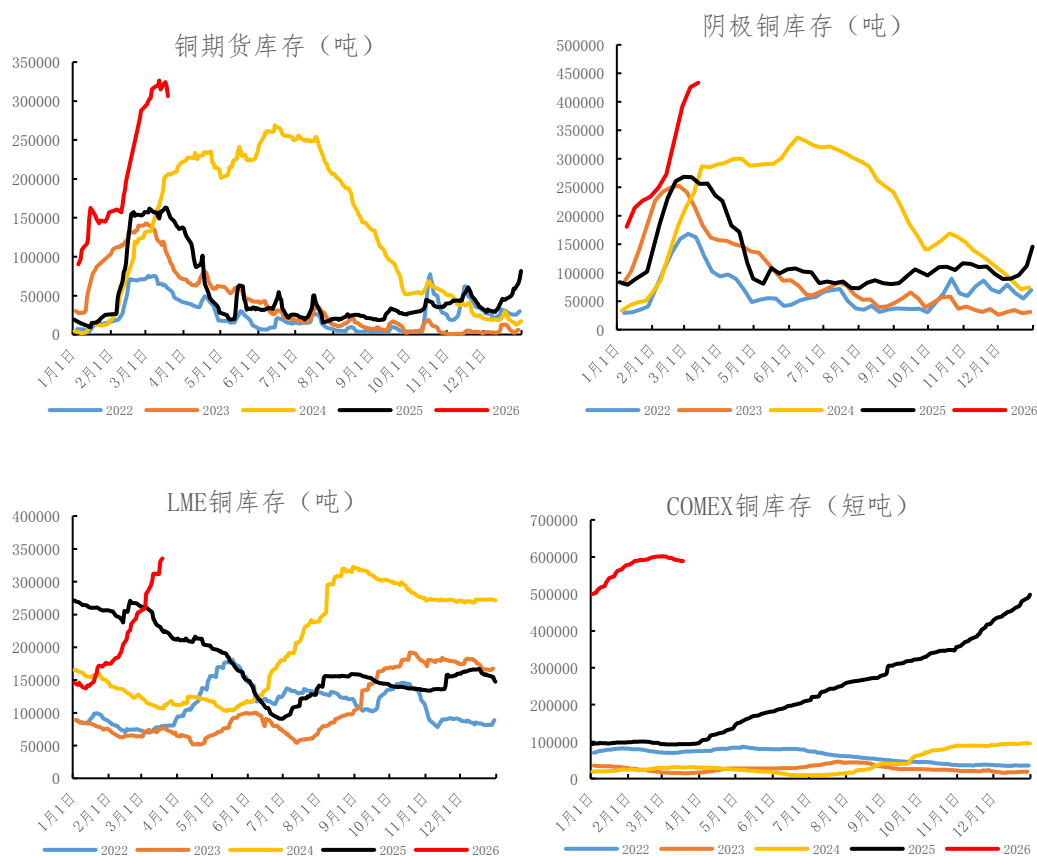 铜期货库存（吨）
350000
300000
250000
200000
150000
100000
50000
0
1月1日
2月1日
3月1日
4月1日
5月1日
6月1日
7月1日
8月1日
9月1日
10月1日
11月1日
12月1日
2022
2023
2024
2025
2026
阴极铜库存（吨）
500000
450000
400000
350000
300000
250000
200000
150000
100000
50000
0
1月1日
2月1日
3月1日
4月1日
5月1日
6月1日
7月1日
8月1日
9月1日
10月1日
11月1日
12月1日
2022
2023
2024
2025
2026
LME铜库存（吨）
400000
350000
300000
250000
200000
150000
100000
50000
0
1月1日
2月1日
3月1日
4月1日
5月1日
6月1日
7月1日
8月1日
9月1日
10月1日
11月1日
12月1日
2022
2023
2024
2025
2026
COMEX铜库存（短吨）
700000
600000
500000
400000
300000
200000
100000
0
1月1日
2月1日
3月1日
4月1日
5月1日
6月1日
7月1日
8月1日
9月1日
10月1日
11月1日
12月1日
2022
2023
2024
2025
2026